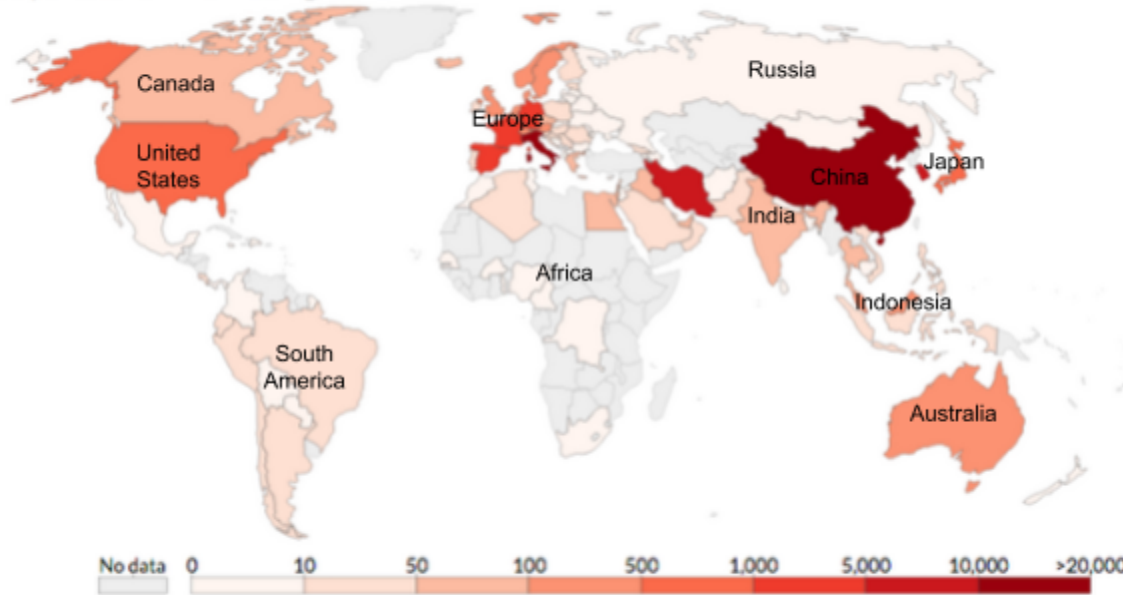 Canada
Russia
Europe
United
States
Japan
China
India
Africa
Indonesia
South
America
Australia
No data 0 10 50 100 500 1,000 5,000 10,000 >20,000